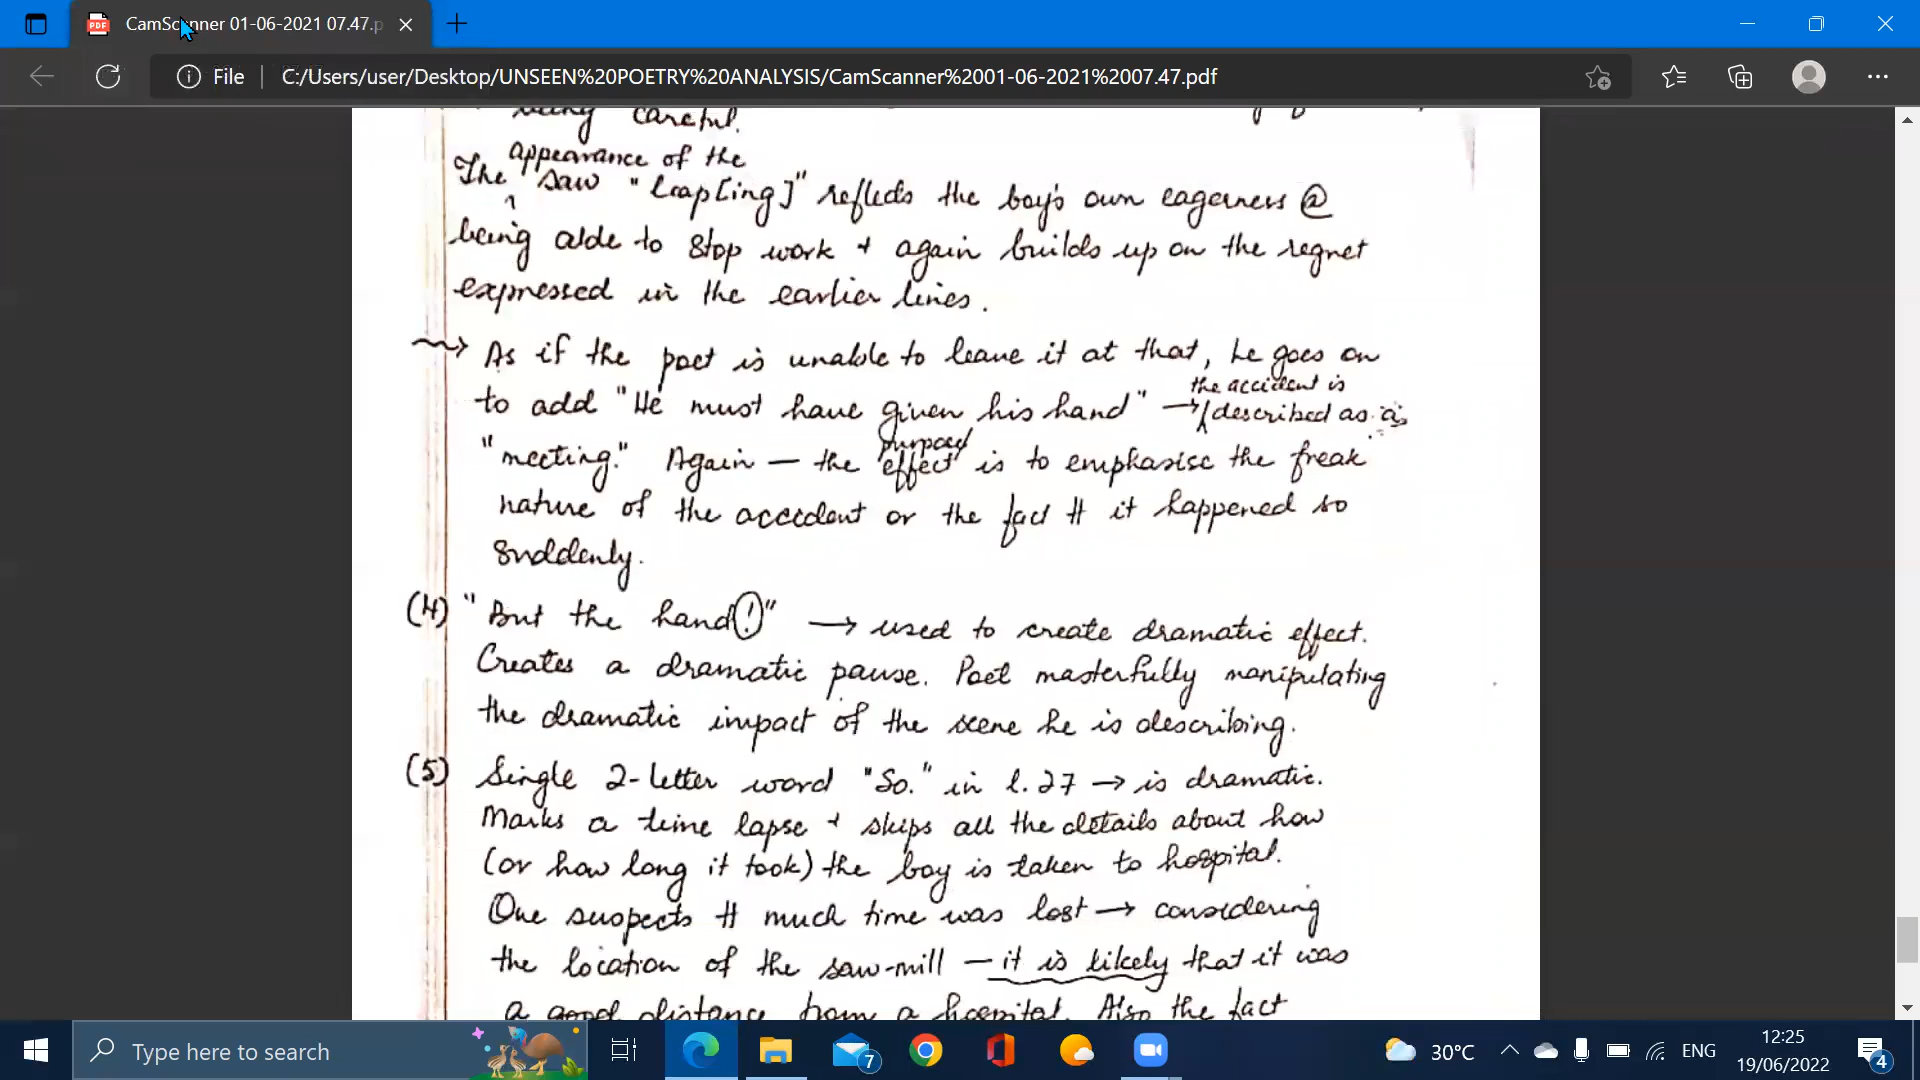 CamScanner 01-06-2021 07.47.p
File
C:/Users/user/Desktop/UNSEEN%20POETRY%20ANALYSIS/CamScanner%2001-06-2021%2007.47.pdf
being careful.
appearance of the
The saw "leap[ing]" reflects the boy's own eagerness @
being able to stop work + again builds up on the regret
expressed in the earlier lines.
As if the poet is unable to leave it at that, he goes on
the accident is
to add "He must have given his hand" → described as a
purpose/
"meeting." Again — the effect is to emphasise the freak
nature of the accident or the fact # it happened so
suddenly.
(4) "But the hand!" → used to create dramatic effect.
Creates a dramatic pause. Poet masterfully manipulating
the dramatic impact of the scene he is describing.
(5) Single 2-letter word "So." in l.27 → is dramatic.
Marks a time lapse + skips all the details about how
(or how long it took) the boy is taken to hospital.
One suspects # much time was lost → considering
the location of the saw-mill — it is likely that it was
a good distance from a hospital. Also the fact
Type here to search
7
30°C
ENG
12:25
19/06/2022
4